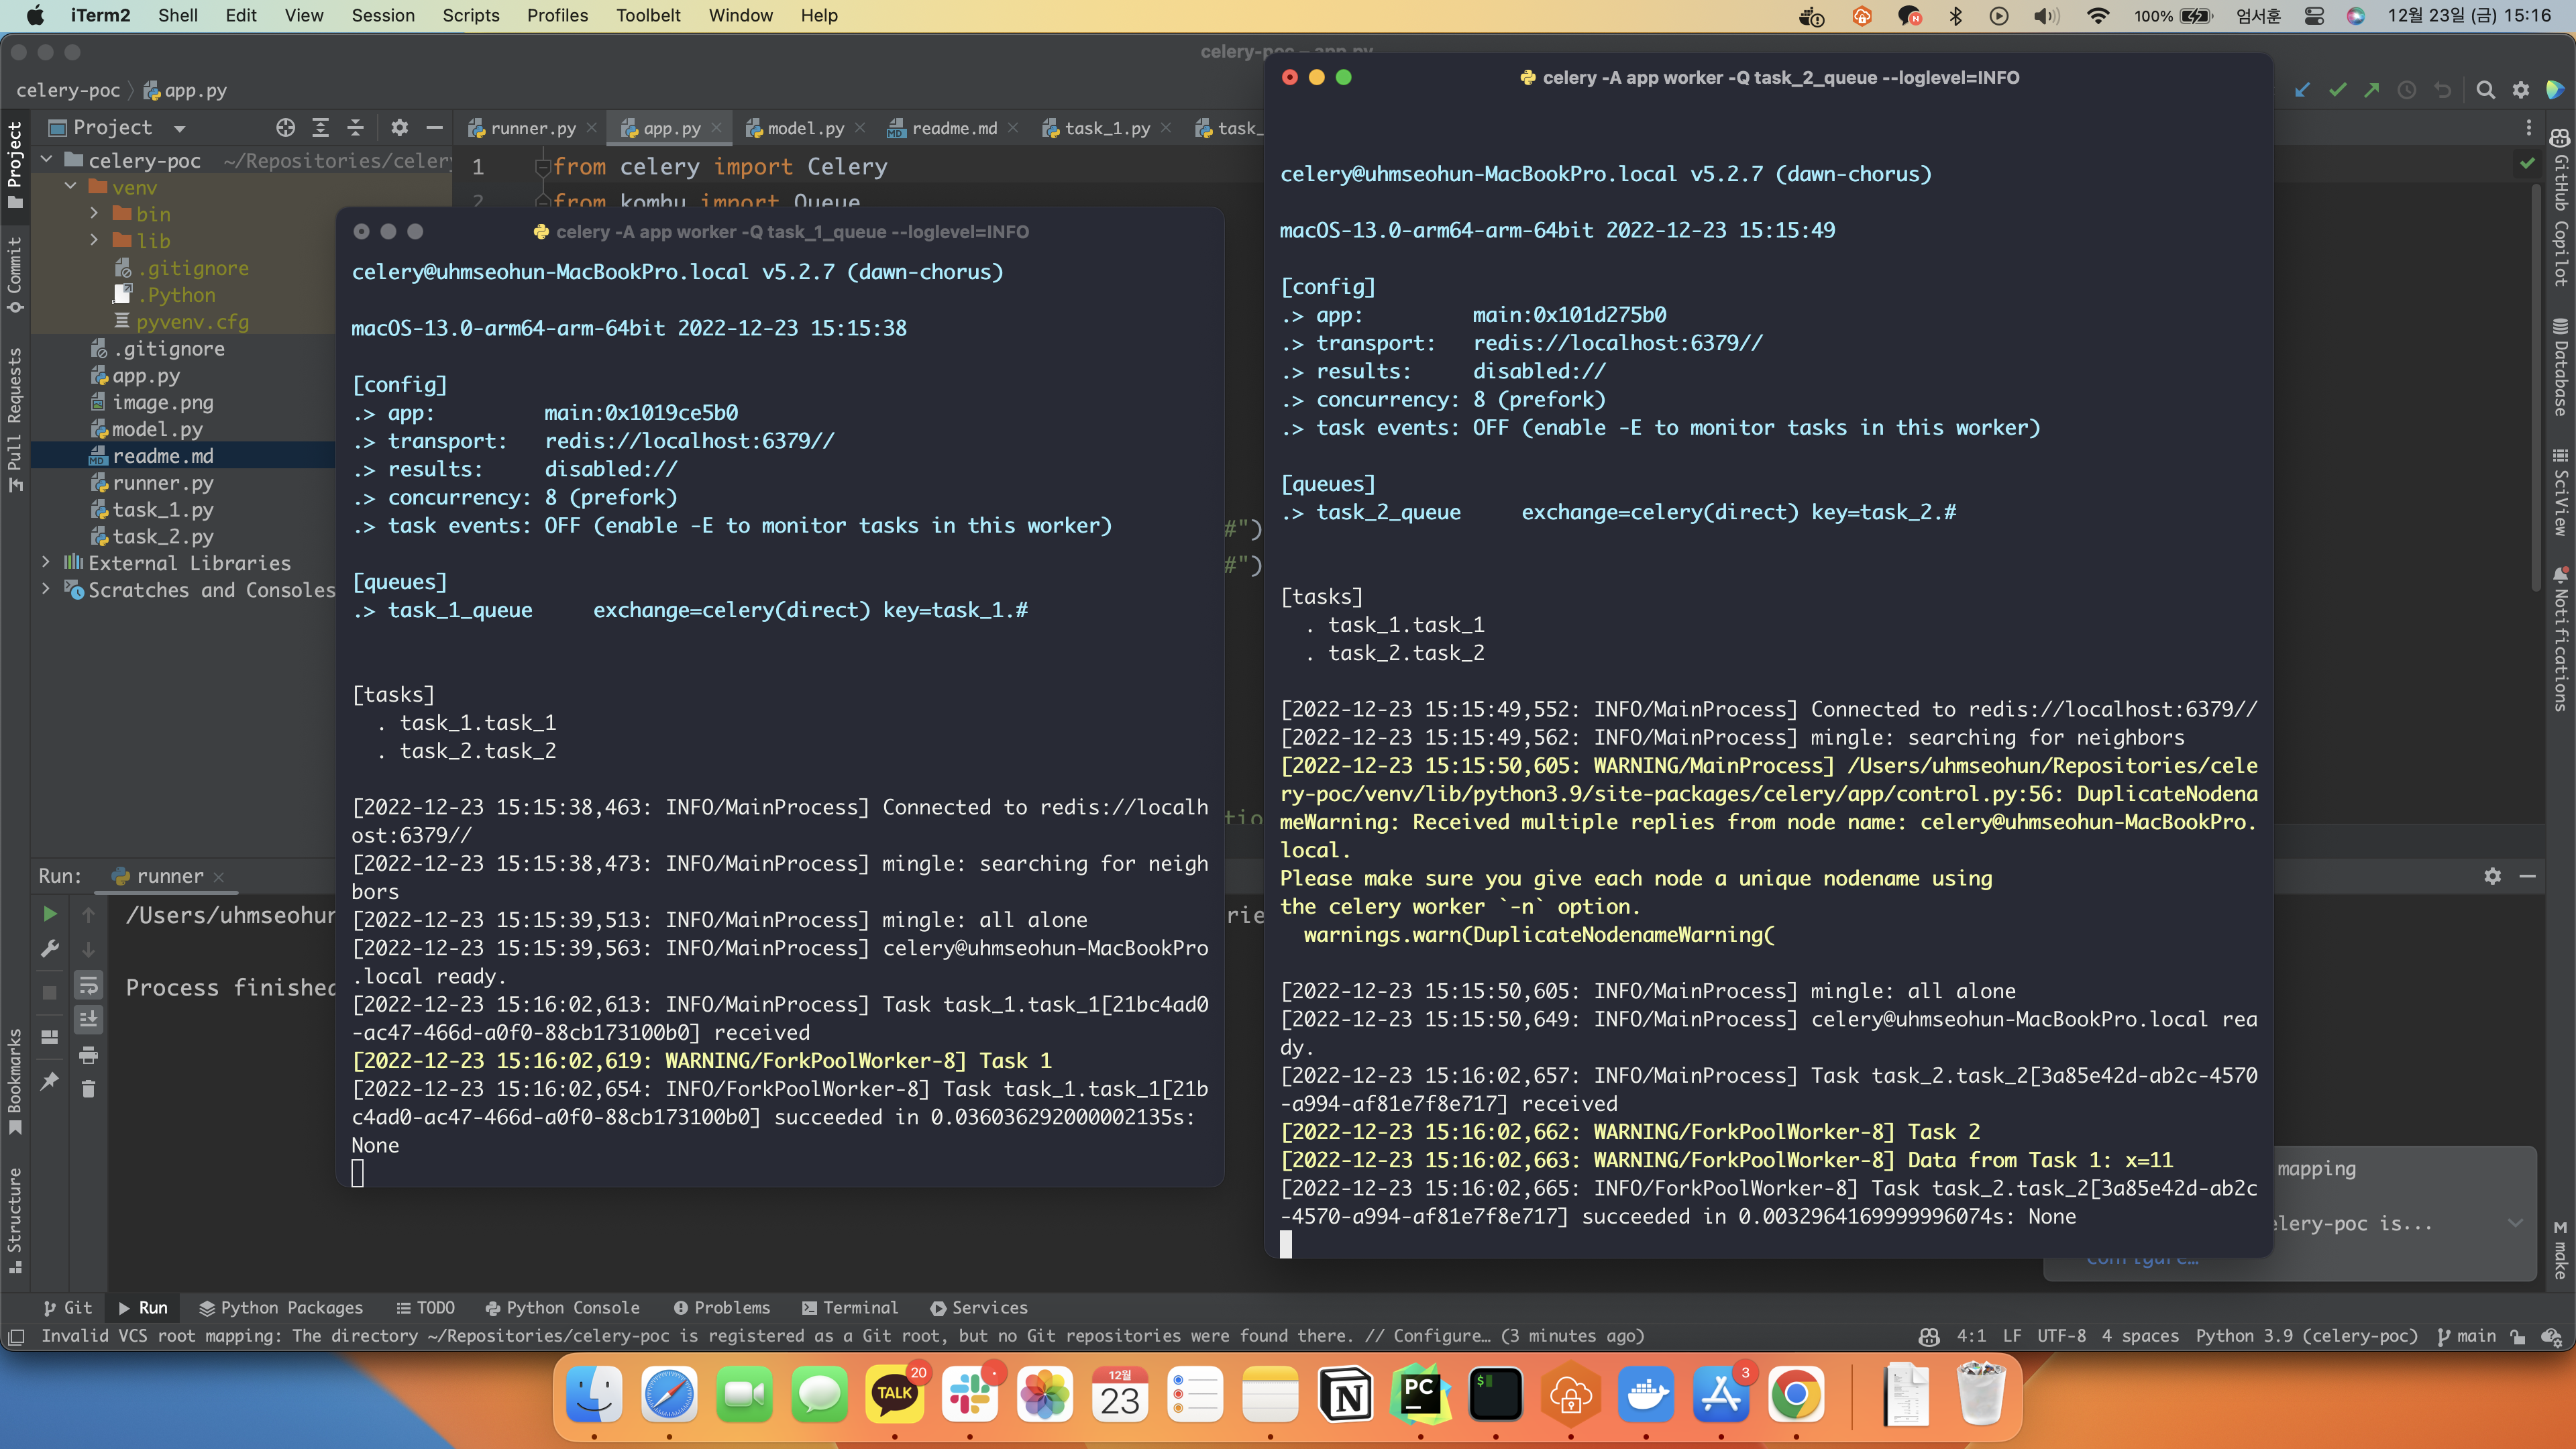 iTerm2 Shell Edit View Session Scripts Profiles Toolbelt Window Help
100% 엄서훈 12월 23일 (금) 15:16
celery-poc – app.py
celery-poc app.py
Project
runner.py app.py model.py readme.md task_1.py task_
celery-poc ~/Repositories/celery
venv
bin
lib
.gitignore
.Python
pyvenv.cfg
.gitignore
app.py
image.png
model.py
readme.md
runner.py
task_1.py
task_2.py
External Libraries
Scratches and Consoles
1 from celery import Celery
2 from kombu import Queue
#")
#")
Project
Commit
Pull Requests
Bookmarks
Structure
GitHub Copilot
Database
SciView
Notifications
make
celery -A app worker -Q task_1_queue --loglevel=INFO
celery@uhmseohun-MacBookPro.local v5.2.7 (dawn-chorus)
macOS-13.0-arm64-arm-64bit 2022-12-23 15:15:38
[config]
.> app: main:0x1019ce5b0
.> transport: redis://localhost:6379//
.> results: disabled://
.> concurrency: 8 (prefork)
.> task events: OFF (enable -E to monitor tasks in this worker)
[queues]
.> task_1_queue exchange=celery(direct) key=task_1.#
[tasks]
. task_1.task_1
. task_2.task_2
[2022-12-23 15:15:38,463: INFO/MainProcess] Connected to redis://localh
ost:6379//
[2022-12-23 15:15:38,473: INFO/MainProcess] mingle: searching for neigh
bors
[2022-12-23 15:15:39,513: INFO/MainProcess] mingle: all alone
[2022-12-23 15:15:39,563: INFO/MainProcess] celery@uhmseohun-MacBookPro
.local ready.
[2022-12-23 15:16:02,613: INFO/MainProcess] Task task_1.task_1[21bc4ad0
-ac47-466d-a0f0-88cb173100b0] received
[2022-12-23 15:16:02,619: WARNING/ForkPoolWorker-8] Task 1
[2022-12-23 15:16:02,654: INFO/ForkPoolWorker-8] Task task_1.task_1[21b
c4ad0-ac47-466d-a0f0-88cb173100b0] succeeded in 0.036036292000002135s:
None
celery -A app worker -Q task_2_queue --loglevel=INFO
celery@uhmseohun-MacBookPro.local v5.2.7 (dawn-chorus)
macOS-13.0-arm64-arm-64bit 2022-12-23 15:15:49
[config]
.> app: main:0x101d275b0
.> transport: redis://localhost:6379//
.> results: disabled://
.> concurrency: 8 (prefork)
.> task events: OFF (enable -E to monitor tasks in this worker)
[queues]
.> task_2_queue exchange=celery(direct) key=task_2.#
[tasks]
. task_1.task_1
. task_2.task_2
[2022-12-23 15:15:49,552: INFO/MainProcess] Connected to redis://localhost:6379//
[2022-12-23 15:15:49,562: INFO/MainProcess] mingle: searching for neighbors
[2022-12-23 15:15:50,605: WARNING/MainProcess] /Users/uhmseohun/Repositories/cele
ry-poc/venv/lib/python3.9/site-packages/celery/app/control.py:56: DuplicateNodena
meWarning: Received multiple replies from node name: celery@uhmseohun-MacBookPro.
local.
Please make sure you give each node a unique nodename using
the celery worker `-n` option.
warnings.warn(DuplicateNodenameWarning(
[2022-12-23 15:15:50,605: INFO/MainProcess] mingle: all alone
[2022-12-23 15:15:50,649: INFO/MainProcess] celery@uhmseohun-MacBookPro.local rea
dy.
[2022-12-23 15:16:02,657: INFO/MainProcess] Task task_2.task_2[3a85e42d-ab2c-4570
-a994-af81e7f8e717] received
[2022-12-23 15:16:02,662: WARNING/ForkPoolWorker-8] Task 2
[2022-12-23 15:16:02,663: WARNING/ForkPoolWorker-8] Data from Task 1: x=11
[2022-12-23 15:16:02,665: INFO/ForkPoolWorker-8] Task task_2.task_2[3a85e42d-ab2c
-4570-a994-af81e7f8e717] succeeded in 0.0032964169999996074s: None
Run: runner
/Users/uhmseohun
rie
Process finished
mapping
elery-poc is...
Configure...
Git Run Python Packages TODO Python Console Problems Terminal Services
Invalid VCS root mapping: The directory ~/Repositories/celery-poc is registered as a Git root, but no Git repositories were found there. // Configure… (3 minutes ago)
4:1 LF UTF-8 4 spaces Python 3.9 (celery-poc) main
TALK 20
12월
23
N
PC
$
3